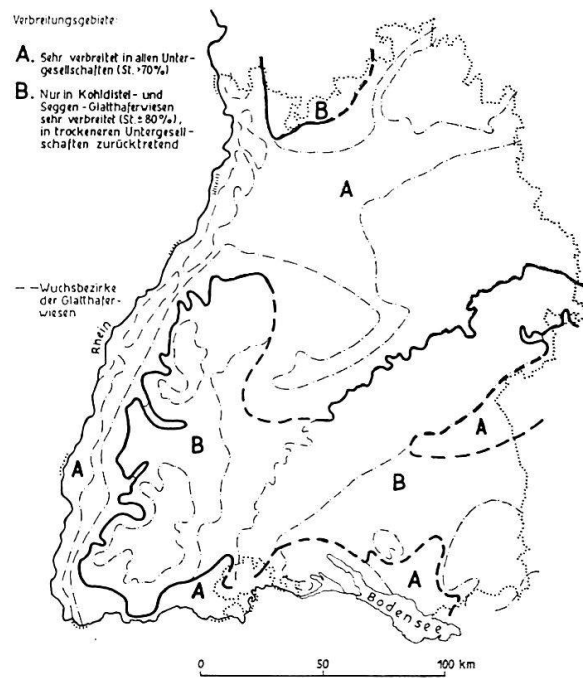 Verbreitungsgebiete:
A. Sehr verbreitet in allen Unter-
gesellschaften (St. >70%)
B. Nur in Kohldistel- und
Seggen-Glatthaferwiesen
sehr verbreitet (St. ± 80%),
in trockeneren Untergesell-
schaften zurücktretend
B
A
Wuchsbezirke
der Glatthafer-
wiesen
Rhein
A
B
A
B
A
A
Bodensee
0 50 100 km